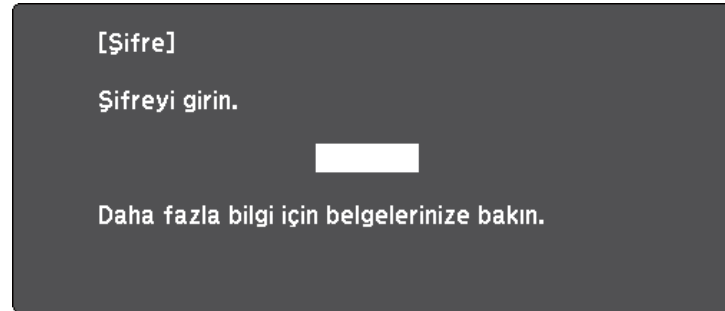 [Şifre]
Şifreyi girin.
Daha fazla bilgi için belgelerinize bakın.